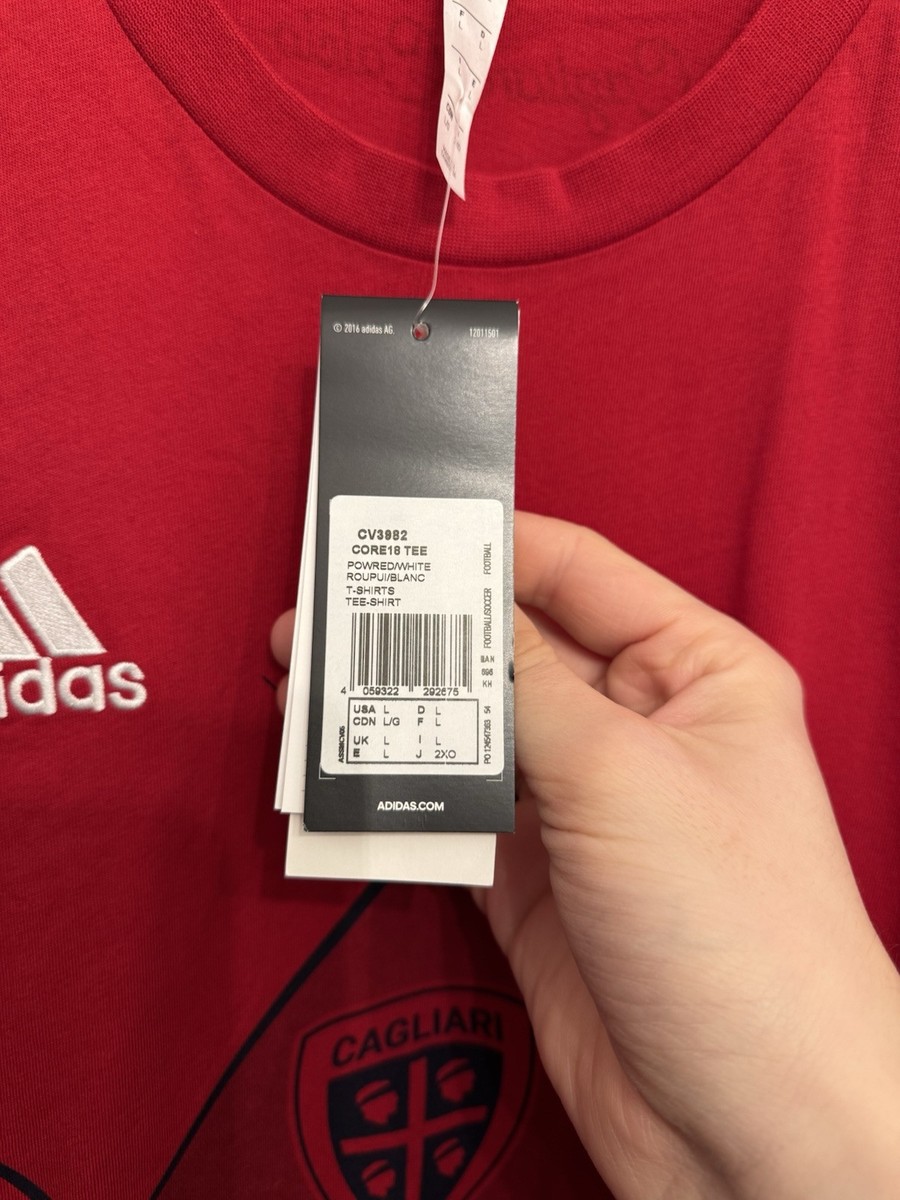 © 2016 adidas AG. 12011501
CV3982
CORE18 TEE
POWRED/WHITE
ROUPUI/BLANC
T-SHIRTS
TEE-SHIRT
FOOTBALL/SOCCER FOOTBALL
4 059322 292675
USA L D L
CDN L/G F L
UK L I L
E L J 2XO
ADIDAS.COM
idas
CAGLIARI